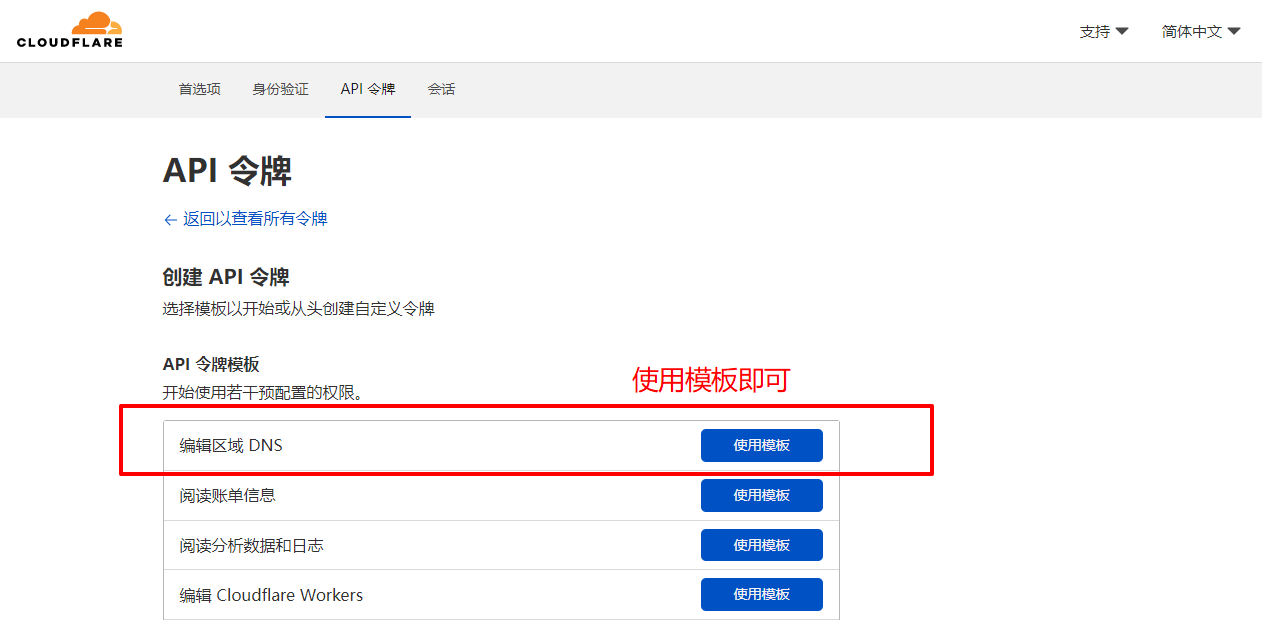 CLOUDFLARE
支持
简体中文
首选项 身份验证 API 令牌 会话
API 令牌
← 返回以查看所有令牌
创建 API 令牌
选择模板以开始或从头创建自定义令牌
API 令牌模板
使用模板即可
开始使用若干预配置的权限。
编辑区域 DNS 使用模板
阅读账单信息 使用模板
阅读分析数据和日志 使用模板
编辑 Cloudflare Workers 使用模板